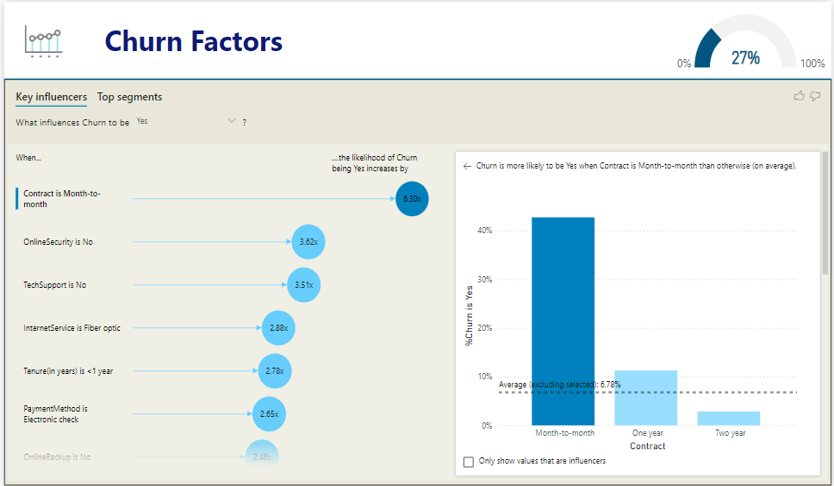 Churn Factors
0%
27%
100%
Key influencers Top segments
What influences Churn to be Yes ?
When...
....the likelihood of Churn
being Yes increases by
Contract is Month-to-
month
6.30x
OnlineSecurity is No
3.62x
TechSupport is No
3.51x
InternetService is Fiber optic
2.88x
Tenure(in years) is <1 year
2.78x
PaymentMethod is
Electronic check
2.65x
OnlineBackup is No
2.48x
Churn is more likely to be Yes when Contract is Month-to-month than otherwise (on average).
%Churn is Yes
40%
30%
20%
10%
0%
Average (excluding selected): 6.78%
Month-to-month
One year
Two year
Contract
Only show values that are influencers